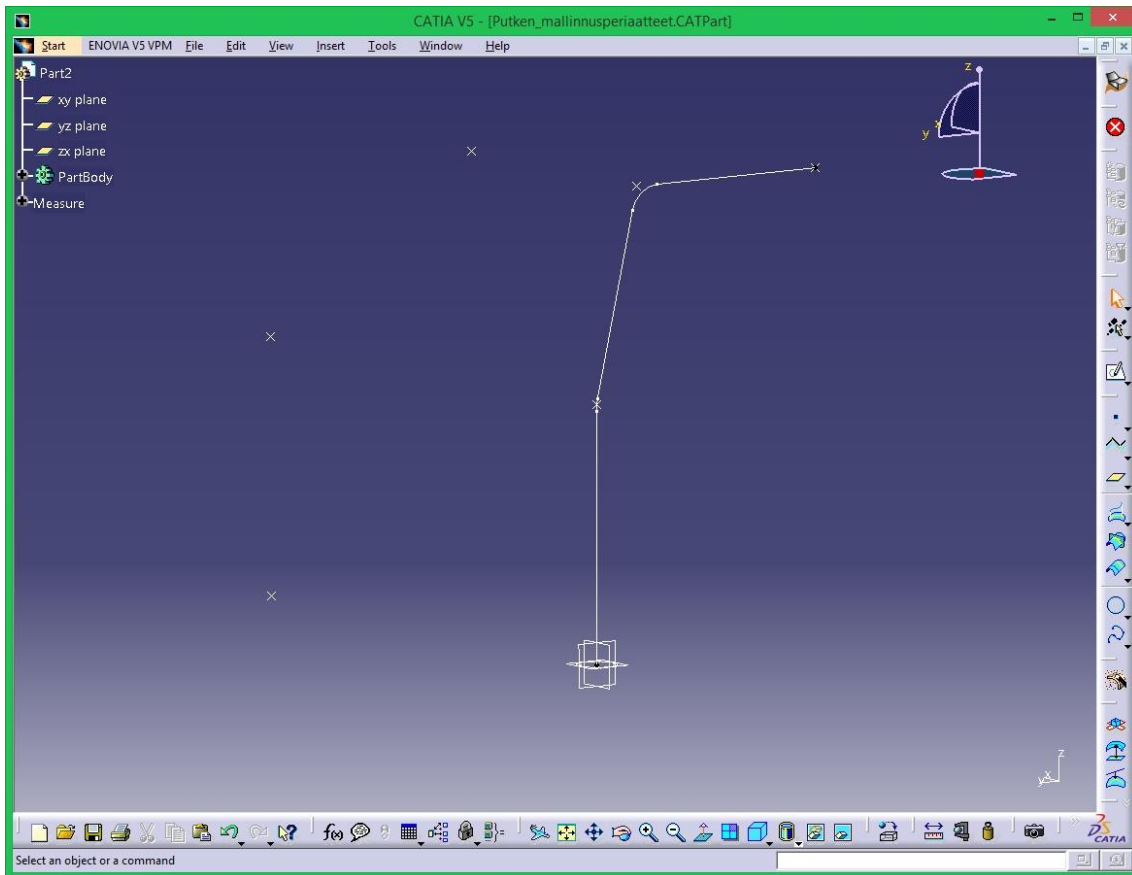 CATIA V5 - [Putken_mallinnusperiaatteet.CATPart]
Start ENOVIA V5 VPM File Edit View Insert Tools Window Help
Part2
xy plane
yz plane
zx plane
PartBody
Measure
z
x
y
z
x
y
f(x)
CATIA
Select an object or a command